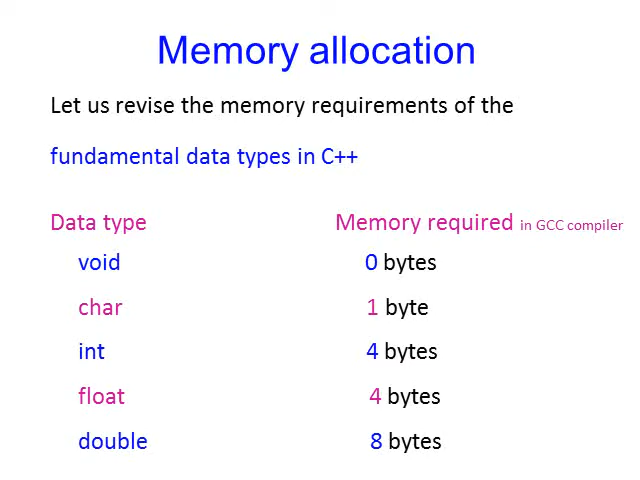 Memory allocation
Let us revise the memory requirements of the
fundamental data types in C++
Data type Memory required in GCC compiler
void 0 bytes
char 1 byte
int 4 bytes
float 4 bytes
double 8 bytes